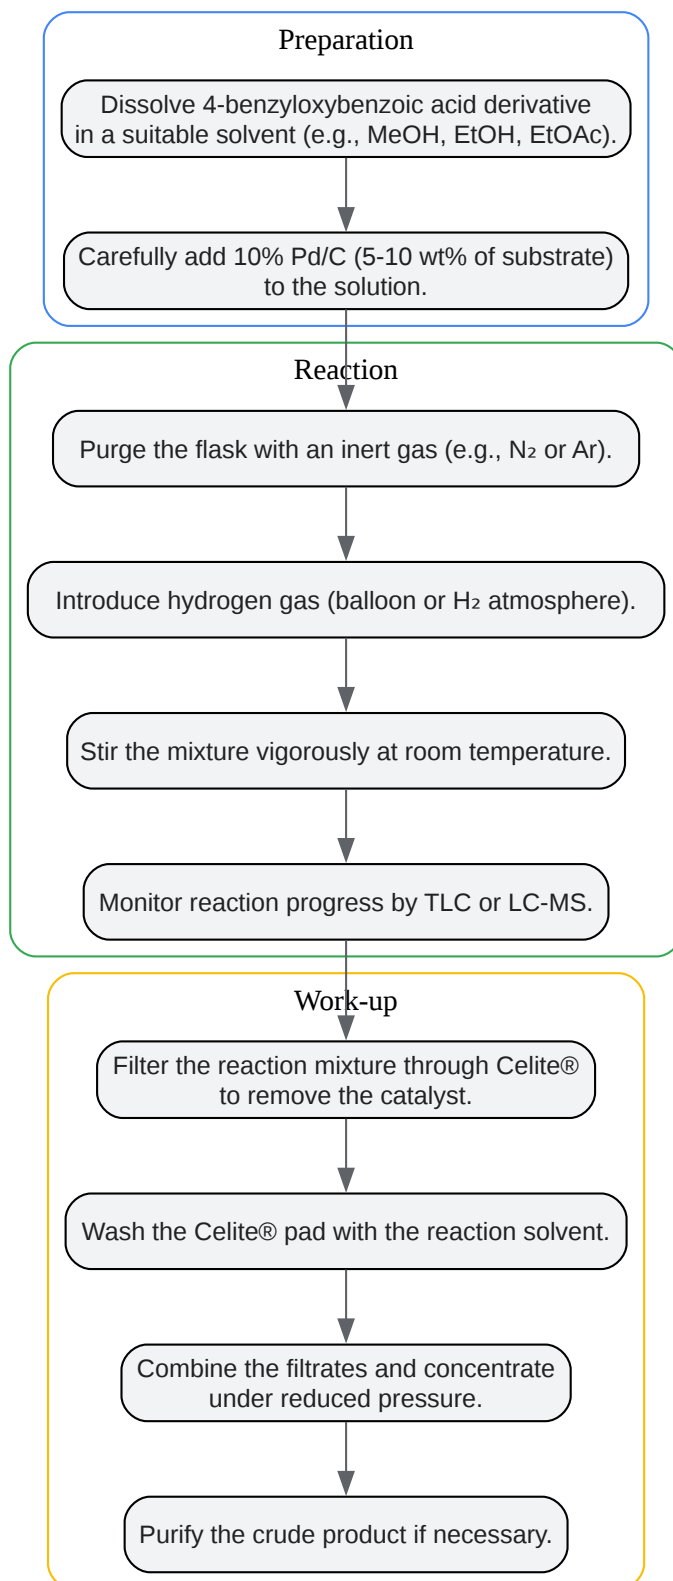 Preparation
Dissolve 4-benzyloxybenzoic acid derivative
in a suitable solvent (e.g., MeOH, EtOH, EtOAc).
Carefully add 10% Pd/C (5-10 wt% of substrate)
to the solution.
Reaction
Purge the flask with an inert gas (e.g., N₂ or Ar).
Introduce hydrogen gas (balloon or H₂ atmosphere).
Stir the mixture vigorously at room temperature.
Monitor reaction progress by TLC or LC-MS.
Work-up
Filter the reaction mixture through Celite®
to remove the catalyst.
Wash the Celite® pad with the reaction solvent.
Combine the filtrates and concentrate
under reduced pressure.
Purify the crude product if necessary.